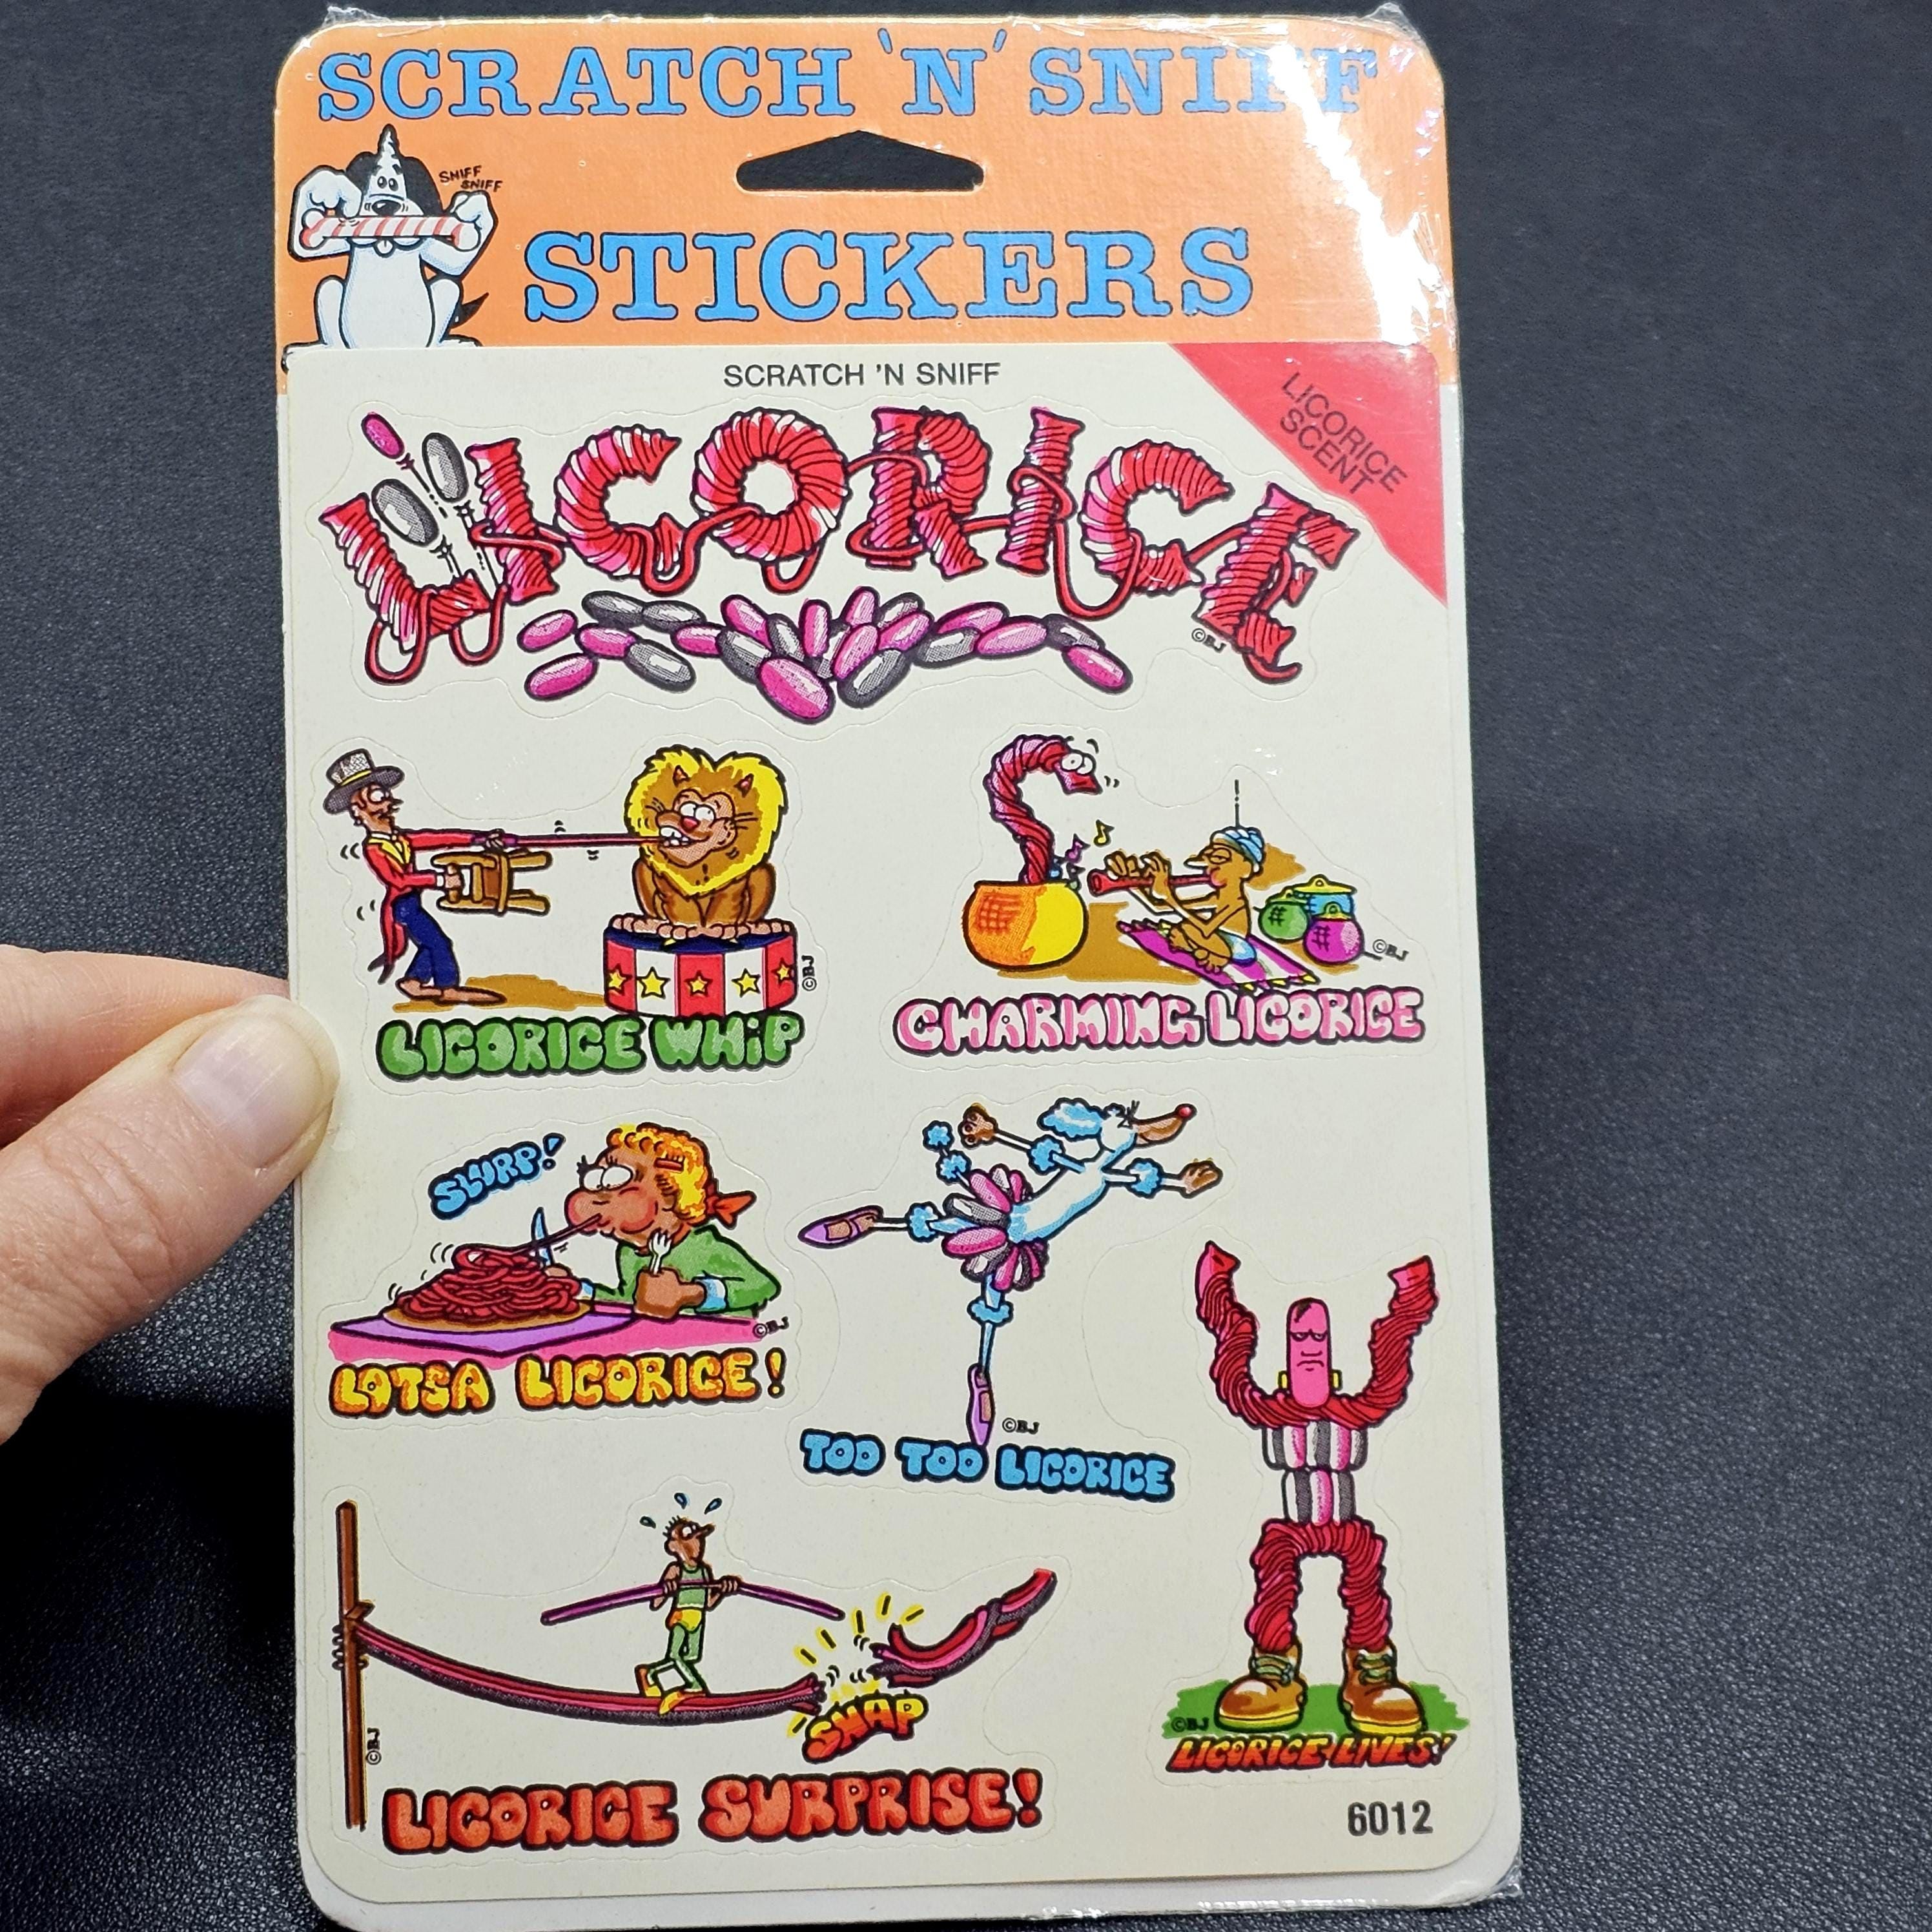 SCRATCH 'N' SNIFF
SNIFF
SNIFF
STICKERS
SCRATCH 'N SNIFF
LICORICE
SCENT
LICORICE
©BJ
©BJ
LICORICE WHIP
©BJ
CHARMING LICORICE
SLURP!
©BJ
LOTSA LICORICE!
©BJ
TOO TOO LICORICE
SNAP
©BJ
LICORICE SURPRISE!
©BJ
LICORICE LIVES!
6012